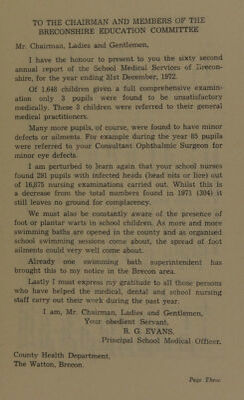 TO THE CHAIRMAN AND MEMBERS OF THE
BRECONSHIRE EDUCATION COMMITTEE
Mr. Chairman, Ladies and Gentlemen,
I have the honour to present to you the sixty second
annual report of the School Medical Services of Brecon-
shire, for the year ending 31st December, 1972.
Of 1,648 children given a full comprehensive examin-
ation only 3 pupils were found to be unsatisfactory
medically. These 3 children were referred to their general
medical practitioners.
Many more pupils, of course, were found to have minor
defects or ailments. For example during the year 85 pupils
were referred to your Consultant Ophthalmic Surgeon for
minor eye defects.
I am perturbed to learn again that your school nurses
found 291 pupils with infested heads (head nits or lice) out
of 16,875 nursing examinations carried out. Whilst this is
a decrease from the total numbers found in 1971 (304) it
still leaves no ground for complacency.
We must also be constantly aware of the presence of
foot or plantar warts in school children. As more and more
swimming baths are opened in the county and as organised
school swimming sessions come about, the spread of foot
ailments could very well come about.
Already one swimming bath superintendent has
brought this to my notice in the Brecon area.
Lastly I must express my gratitude to all those persons
who have helped the medical, dental and school nursing
staff carry out their work during the past year.
I am, Mr. Chairman, Ladies and Gentlemen,
Your obedient Servant,
R. G. EVANS,
Principal School Medical Officer.
County Health Department,
The Watton, Brecon.
Page Three